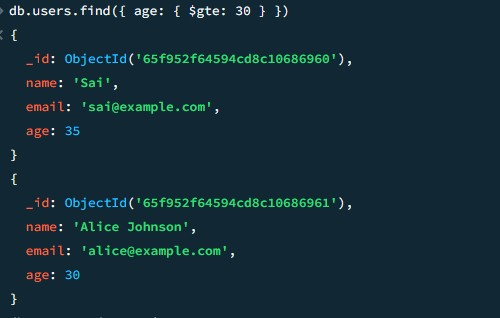 db.users.find({ age: { $gte: 30 } })
{
  _id: ObjectId('65f952f64594cd8c10686960'),
  name: 'Sai',
  email: 'sai@example.com',
  age: 35
}
{
  _id: ObjectId('65f952f64594cd8c10686961'),
  name: 'Alice Johnson',
  email: 'alice@example.com',
  age: 30
}